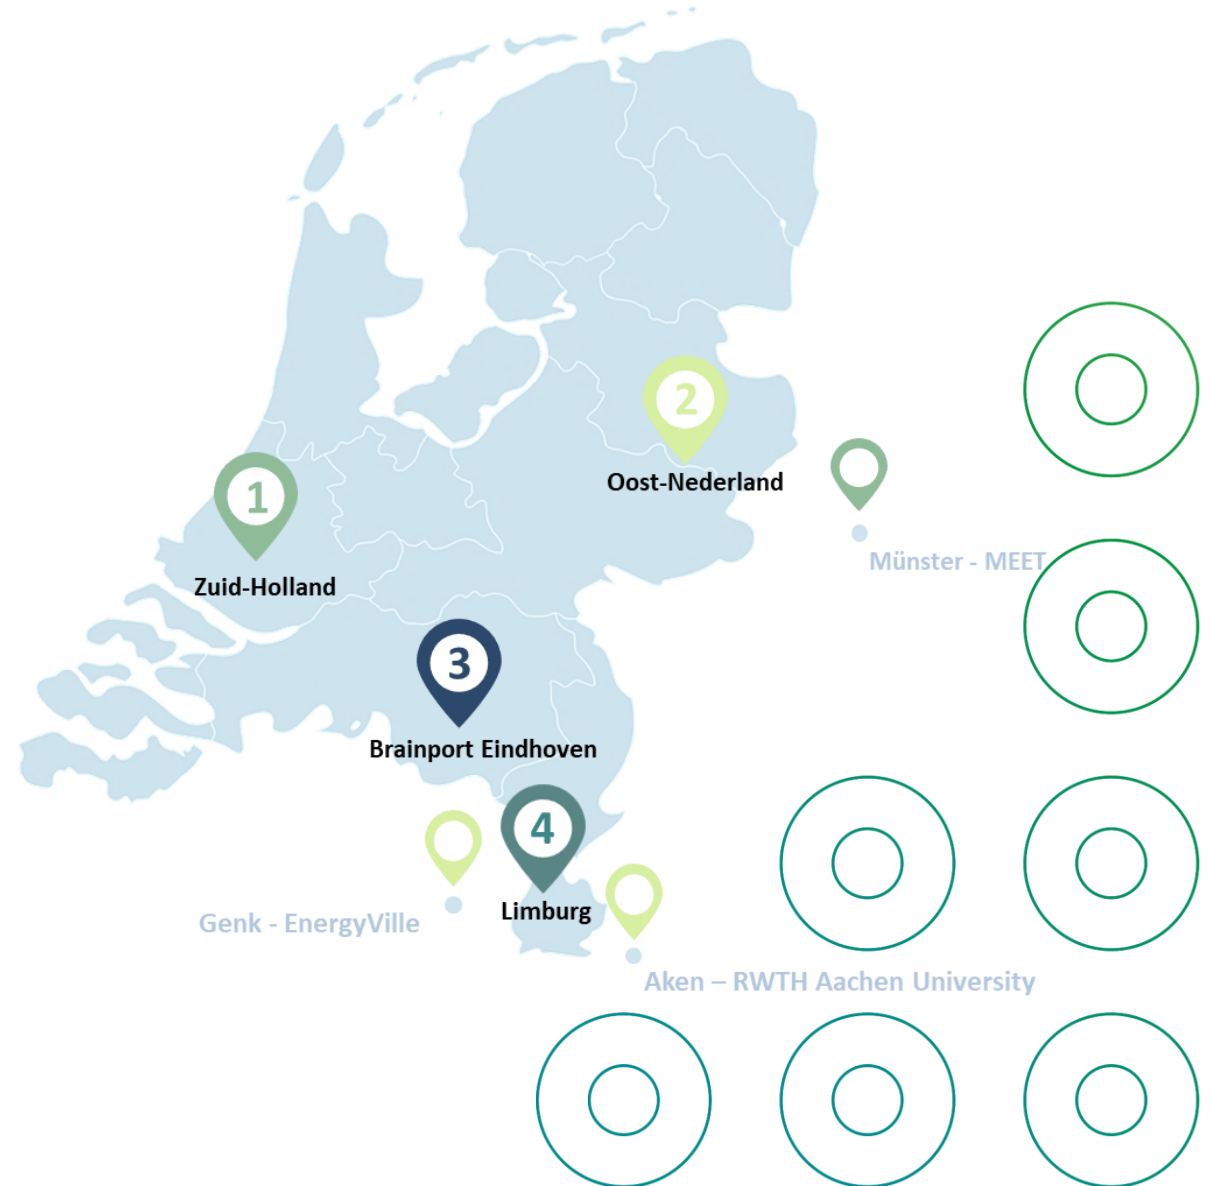 2
Oost-Nederland
1
Münster - MEET
Zuid-Holland
3
Brainport Eindhoven
4
Limburg
Genk - EnergyVille
Aken – RWTH Aachen University